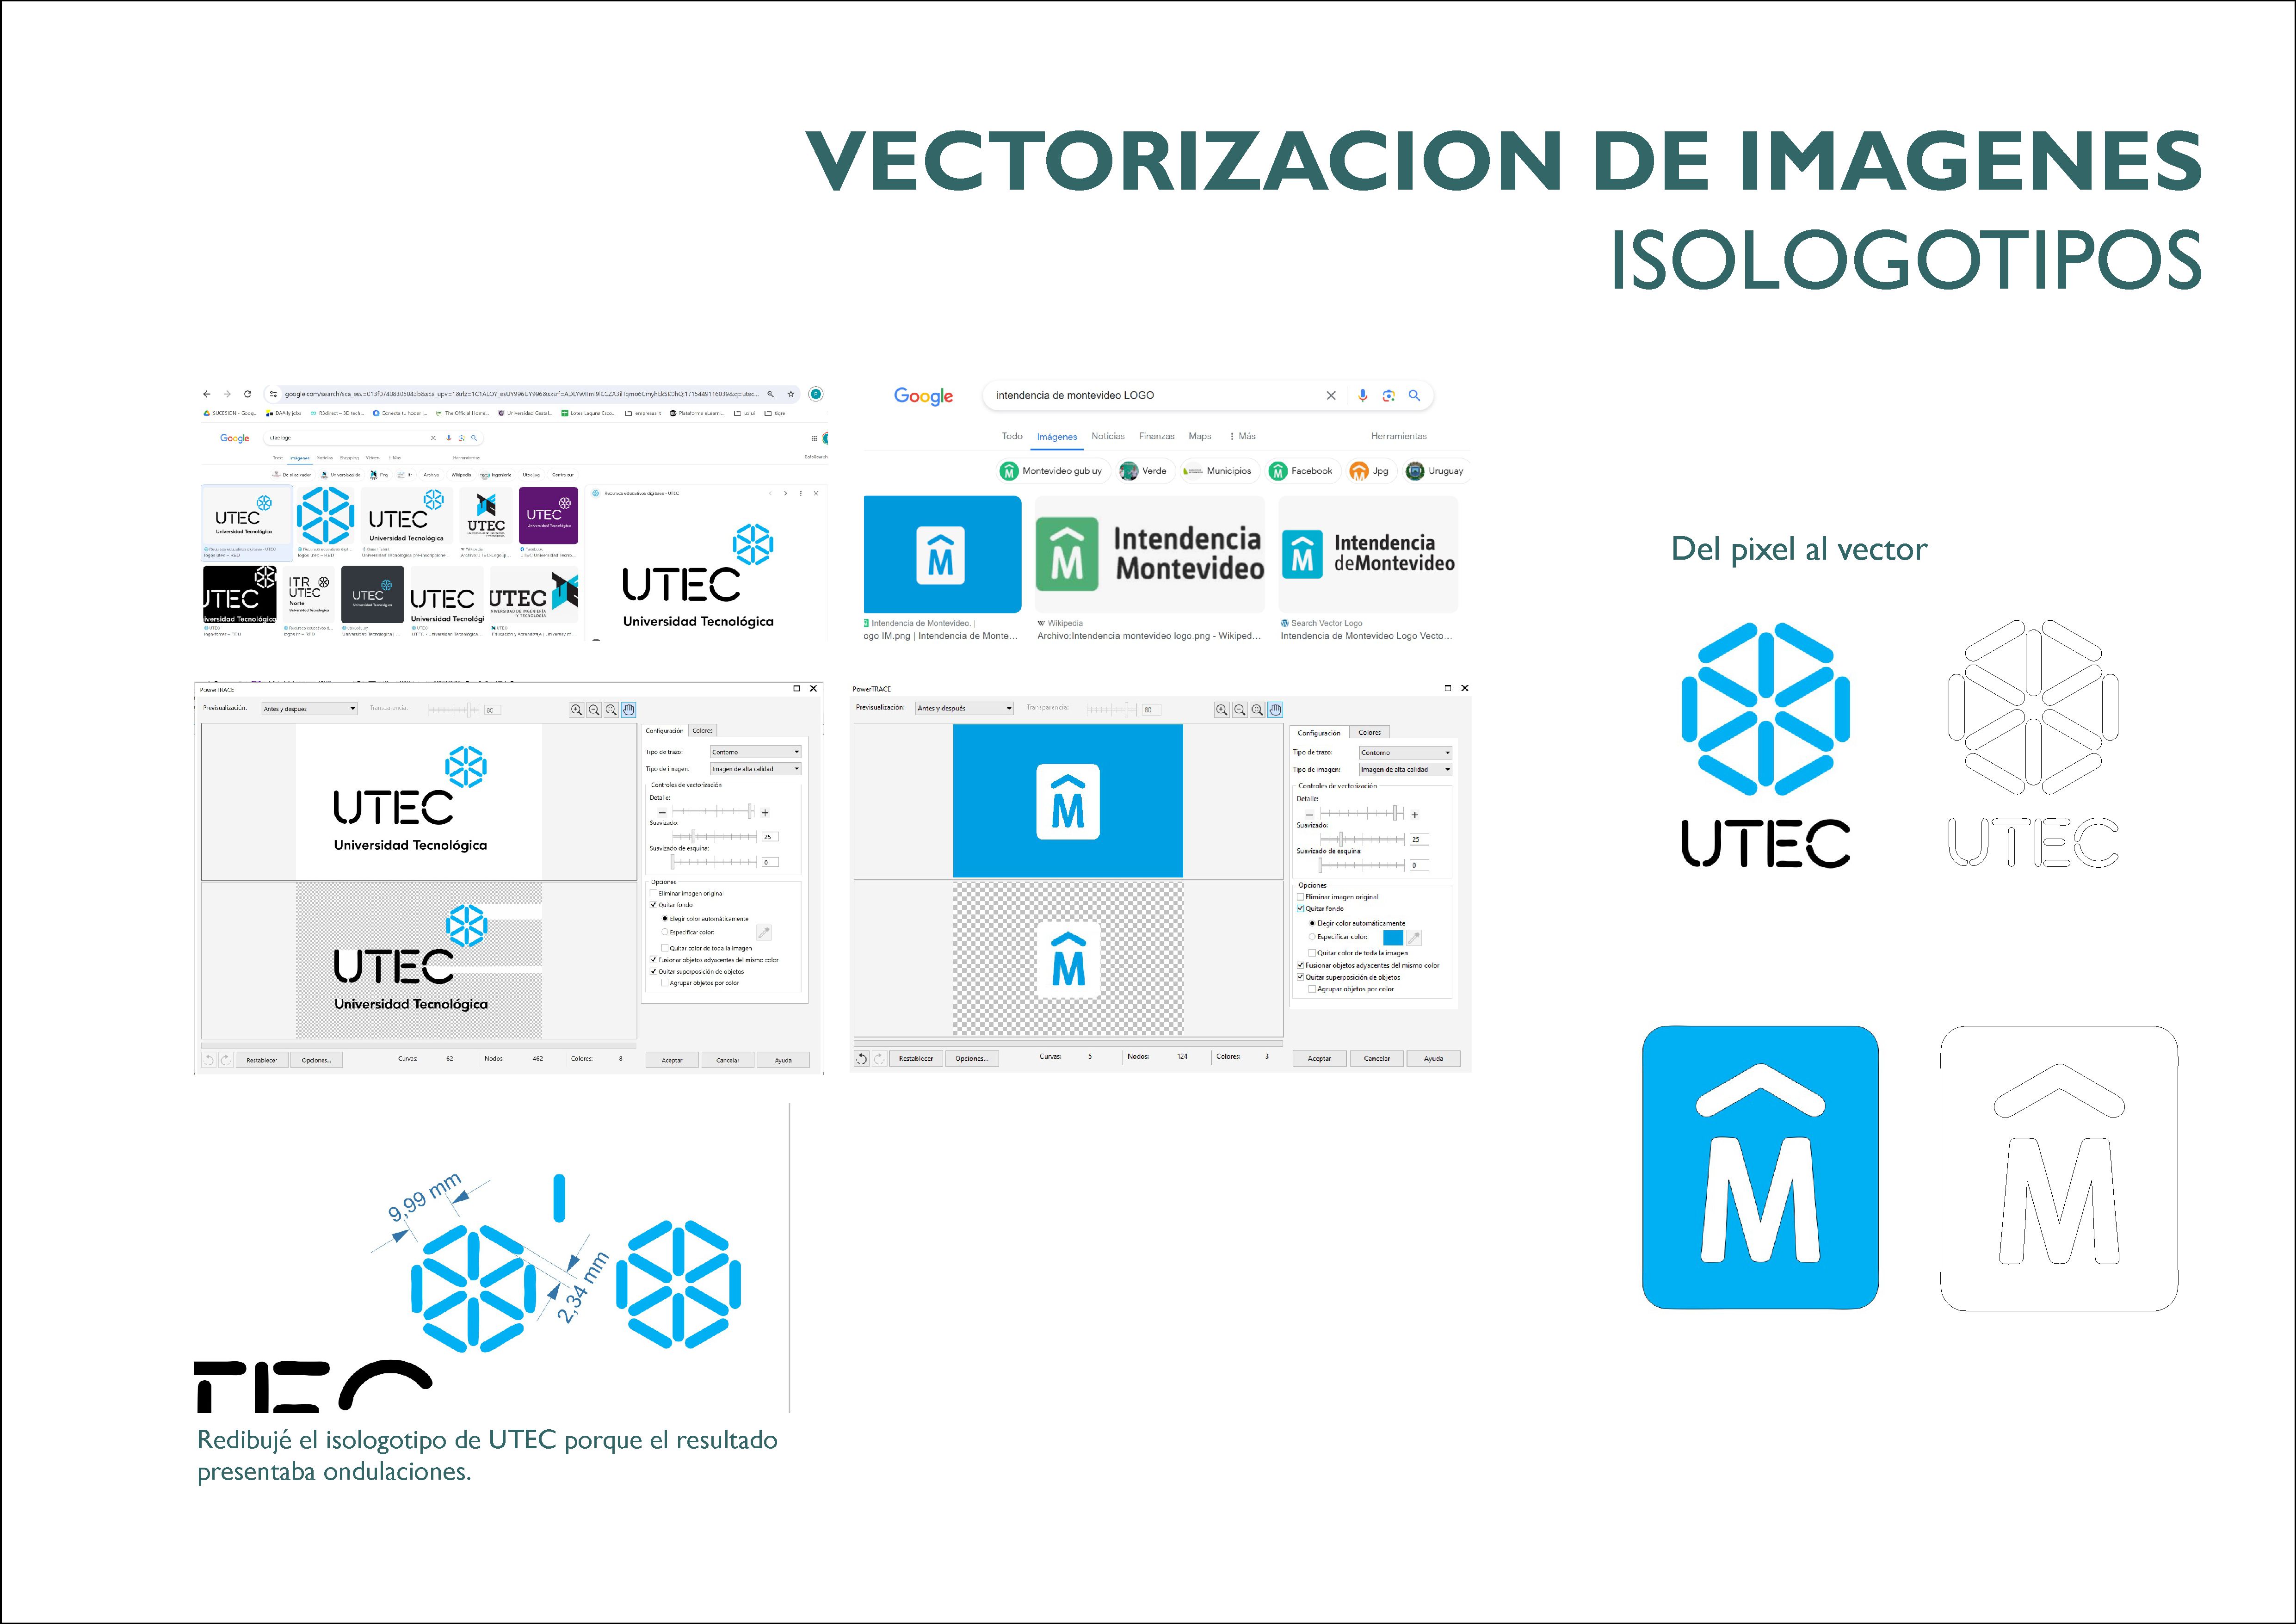 VECTORIZACION DE IMAGENES
ISOLOGOTIPOS
utec logo
Google
UTEC
Universidad Tecnológica
Recursos educativos digitales - UTEC
UTEC
Universidad Tecnológica
Google
intendencia de montevideo LOGO
Todo Imágenes Noticias Finanzas Maps Más Herramientas
Montevideo gub uy Verde Municipios Facebook Jpg Uruguay
M
Intendencia
Montevideo
Intendencia
deMontevideo
Intendencia de Montevideo. |
Wikipedia
Search Vector Logo
ogo IM.png | Intendencia de Monte...
Archivo:Intendencia montevideo logo.png - Wikiped...
Intendencia de Montevideo Logo Vecto...
Del pixel al vector
UTEC
UTEC
M
M
PowerTRACE
Previsualización: Antes y después Transparencia: 80
Configuración Colores
Tipo de trazo: Contorno
Tipo de imagen: Imagen de alta calidad
Controles de vectorización
Detalle:
Suavizado:
25
Suavizado de esquina:
0
Opciones
Eliminar imagen original
Quitar fondo
Elegir color automáticamente
Especificar color:
Quitar color de toda la imagen
Fusionar objetos adyacentes del mismo color
Quitar superposición de objetos
Agrupar objetos por color
UTEC
Universidad Tecnológica
UTEC
Universidad Tecnológica
Restablecer Opciones... Curvas: 62 Nodos: 462 Colores: 8 Aceptar Cancelar Ayuda
PowerTRACE
Previsualización: Antes y después Transparencia: 80
Configuración Colores
Tipo de trazo: Contorno
Tipo de imagen: Imagen de alta calidad
Controles de vectorización
Detalle:
Suavizado:
25
Suavizado de esquina:
0
Opciones
Eliminar imagen original
Quitar fondo
Elegir color automáticamente
Especificar color:
Quitar color de toda la imagen
Fusionar objetos adyacentes del mismo color
Quitar superposición de objetos
Agrupar objetos por color
M
M
Restablecer Opciones... Curvas: 5 Nodos: 124 Colores: 3 Aceptar Cancelar Ayuda
9,99 mm
2,34 mm
TEC
Redibujé el isologotipo de UTEC porque el resultado
presentaba ondulaciones.